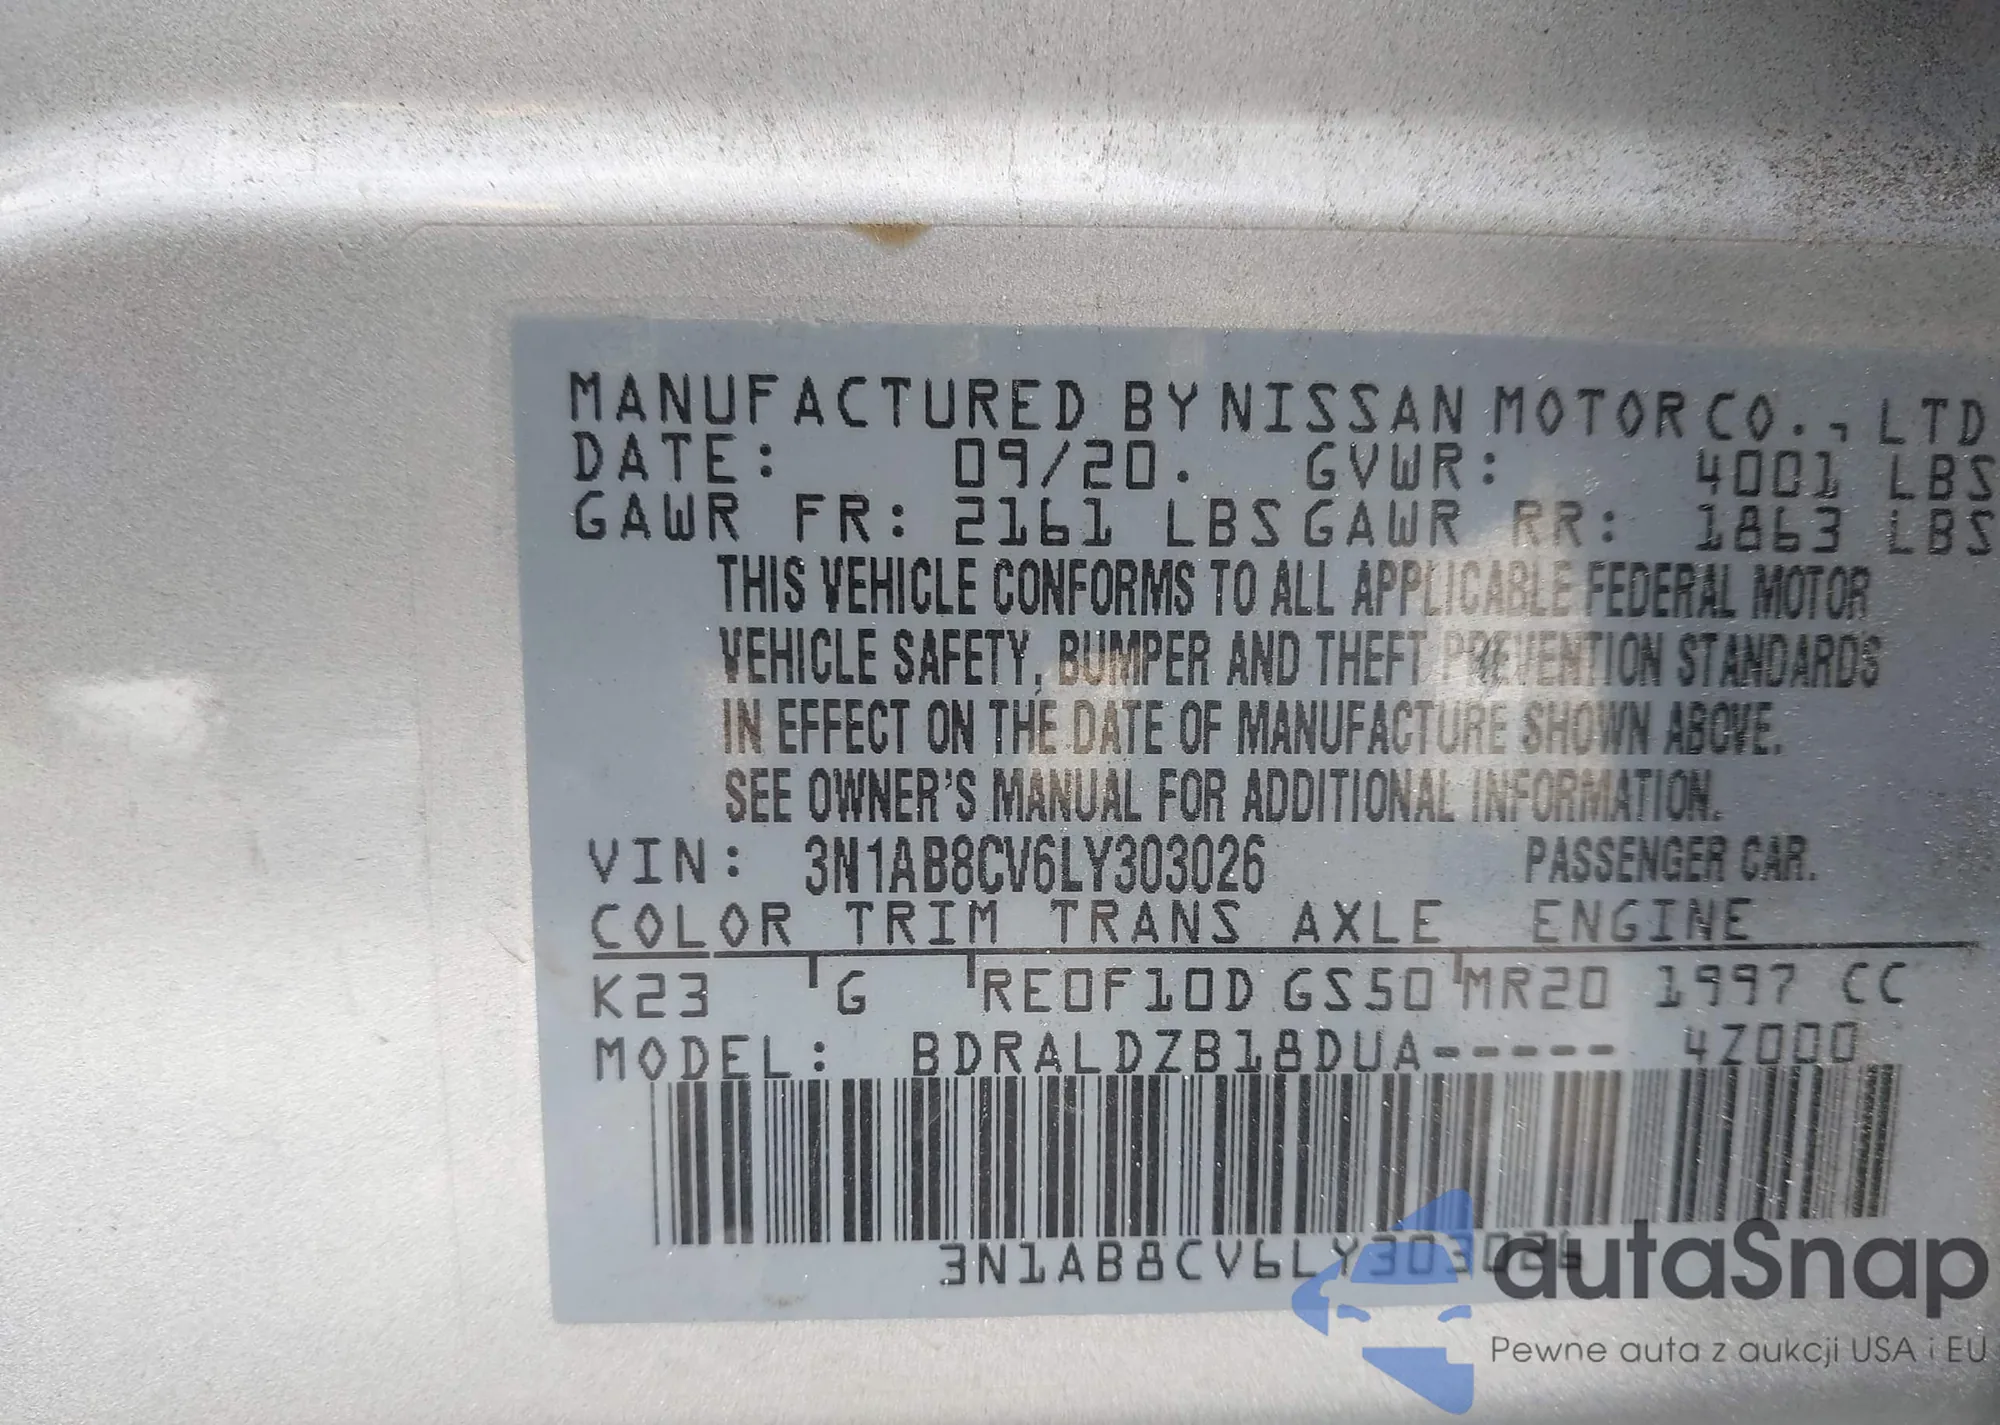 MANUFACTURED BY NISSAN MOTOR CO., LTD
DATE: 09/20. GVWR: 4001 LBS
GAWR FR: 2161 LBS GAWR RR: 1863 LBS
THIS VEHICLE CONFORMS TO ALL APPLICABLE FEDERAL MOTOR
VEHICLE SAFETY, BUMPER AND THEFT PREVENTION STANDARDS
IN EFFECT ON THE DATE OF MANUFACTURE SHOWN ABOVE.
SEE OWNER'S MANUAL FOR ADDITIONAL INFORMATION.
VIN: 3N1AB8CV6LY303026 PASSENGER CAR.
COLOR TRIM TRANS AXLE ENGINE
K23 G RE0F10D GS50 MR20 1997 CC
MODEL: BDRALDZB18DUA----- 4Z000
3N1AB8CV6LY303026
autaSnap
Pewne auta z aukcji USA i EU